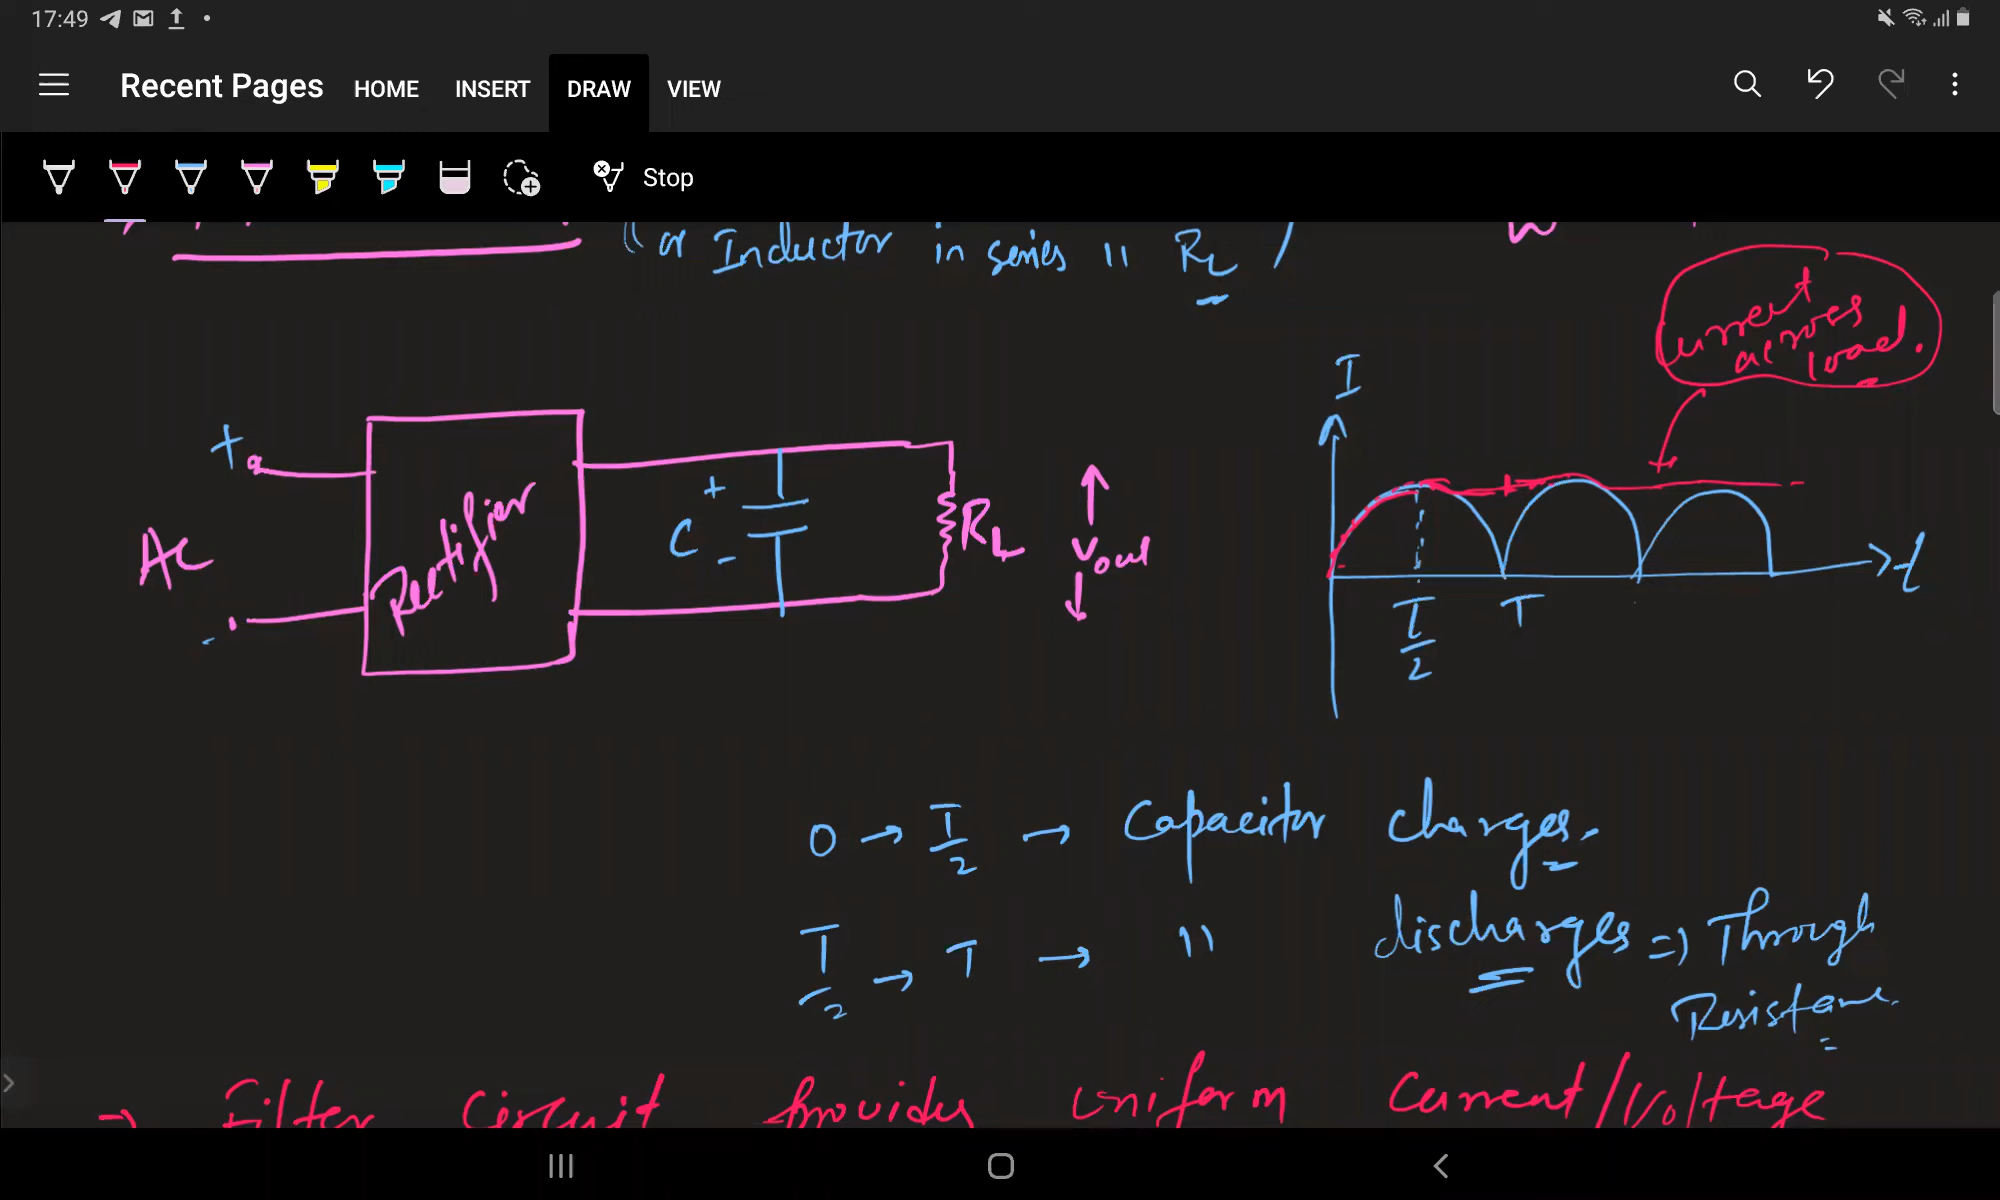 17:49
Recent Pages HOME INSERT DRAW VIEW
Stop
(or Inductor in series 11 RL)
Current
across
load.
I
+
AC
-
Rectifier
+
C
-
RL
Vout
T/2
T
t
0 → T/2 → Capacitor charges.
T/2 → T → 11 discharges => Through
Resistance.
→ Filter Circuit provides uniform Current/Voltage